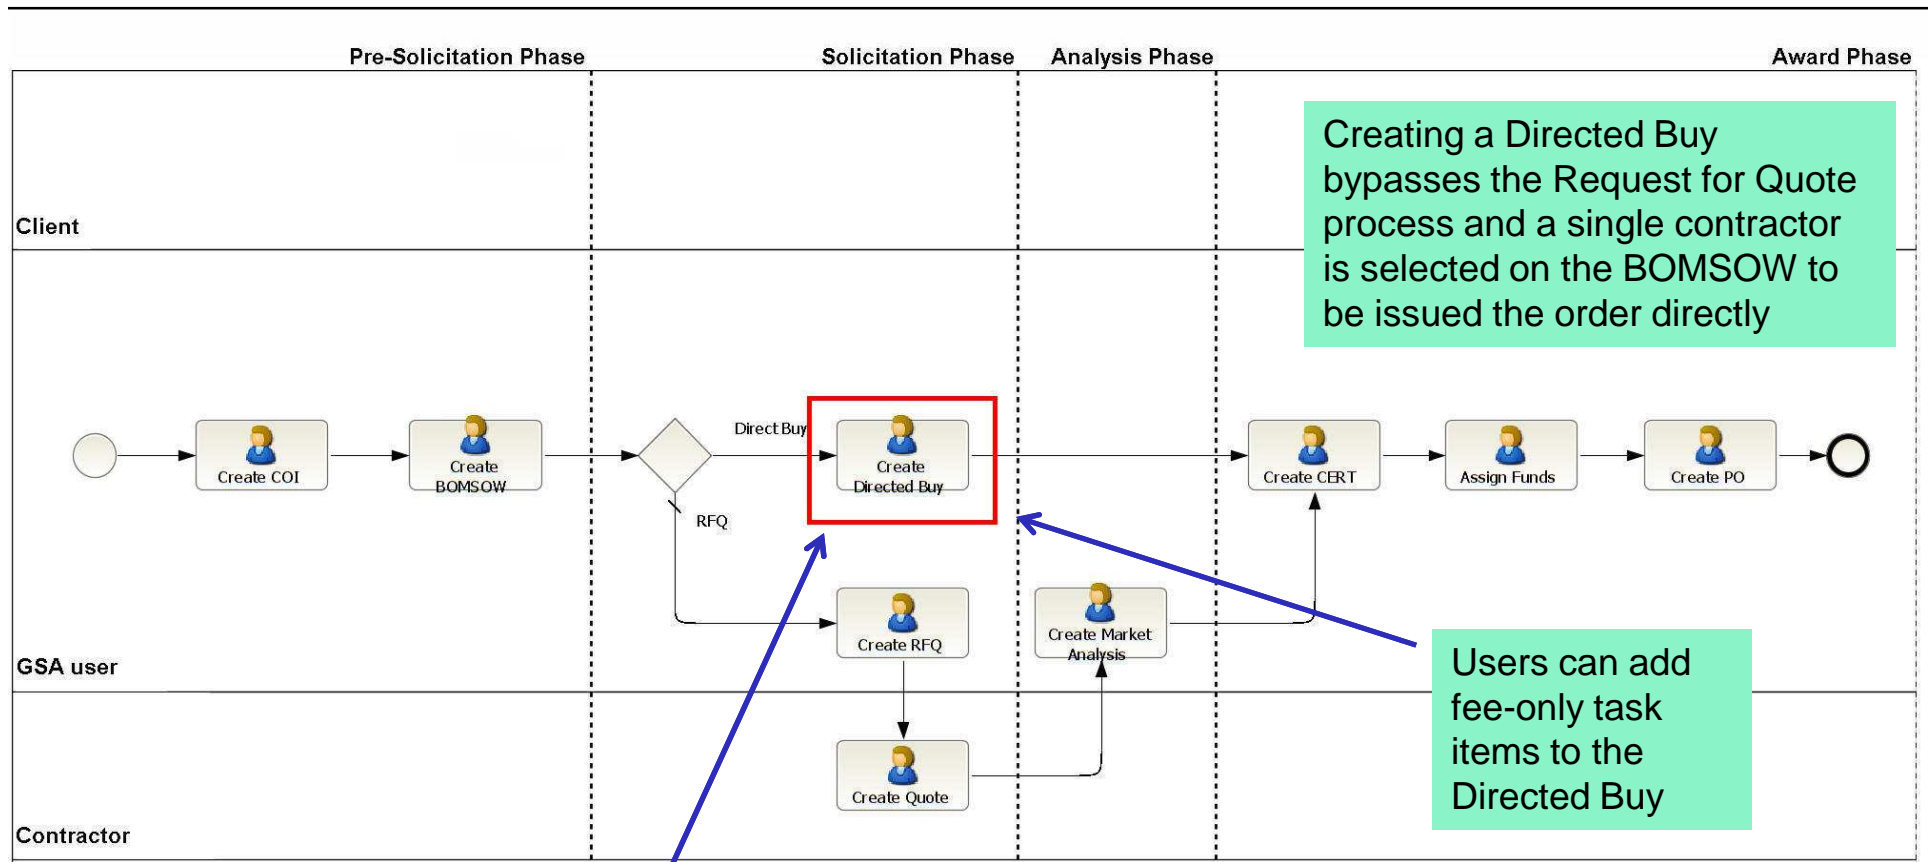 Pre-Solicitation Phase
Solicitation Phase
Analysis Phase
Award Phase
Creating a Directed Buy
bypasses the Request for Quote
process and a single contractor
is selected on the BOMSOW to
be issued the order directly
Client
Direct Buy
Create COI
Create
BOMSOW
Create
Directed Buy
Create CERT
Assign Funds
Create PO
RFQ
Create RFQ
Create Market
Analysis
GSA user
Users can add
fee-only task
items to the
Directed Buy
Create Quote
Contractor